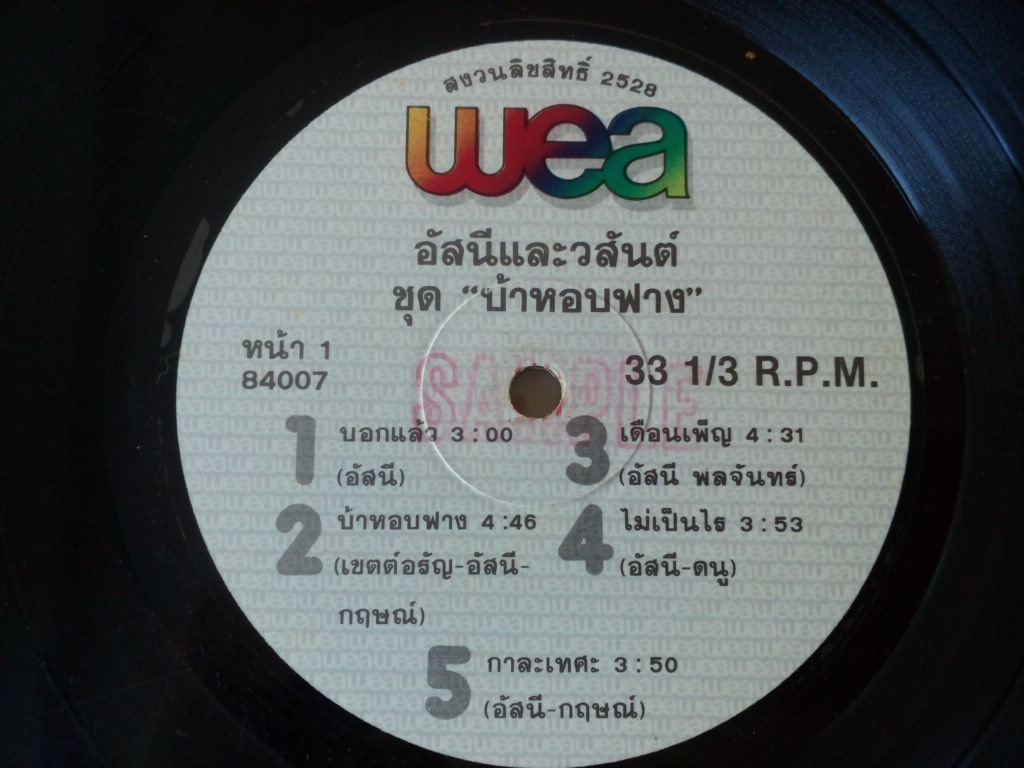 สงวนลิขสิทธิ์ 2528
wea
อัสนีและวสันต์
ชุด “บ้าหอบฟาง”
หน้า 1
84007
SAMPLE
33 1/3 R.P.M.
1 บอกแล้ว 3:00
(อัสนี)
2 บ้าหอบฟาง 4:46
(เขตต์อรัญ-อัสนี-
กฤษณ์)
3 เดือนเพ็ญ 4:31
(อัสนี พลจันทร์)
4 ไม่เป็นไร 3:53
(อัสนี-ดนู)
5 กาละเทศะ 3:50
(อัสนี-กฤษณ์)